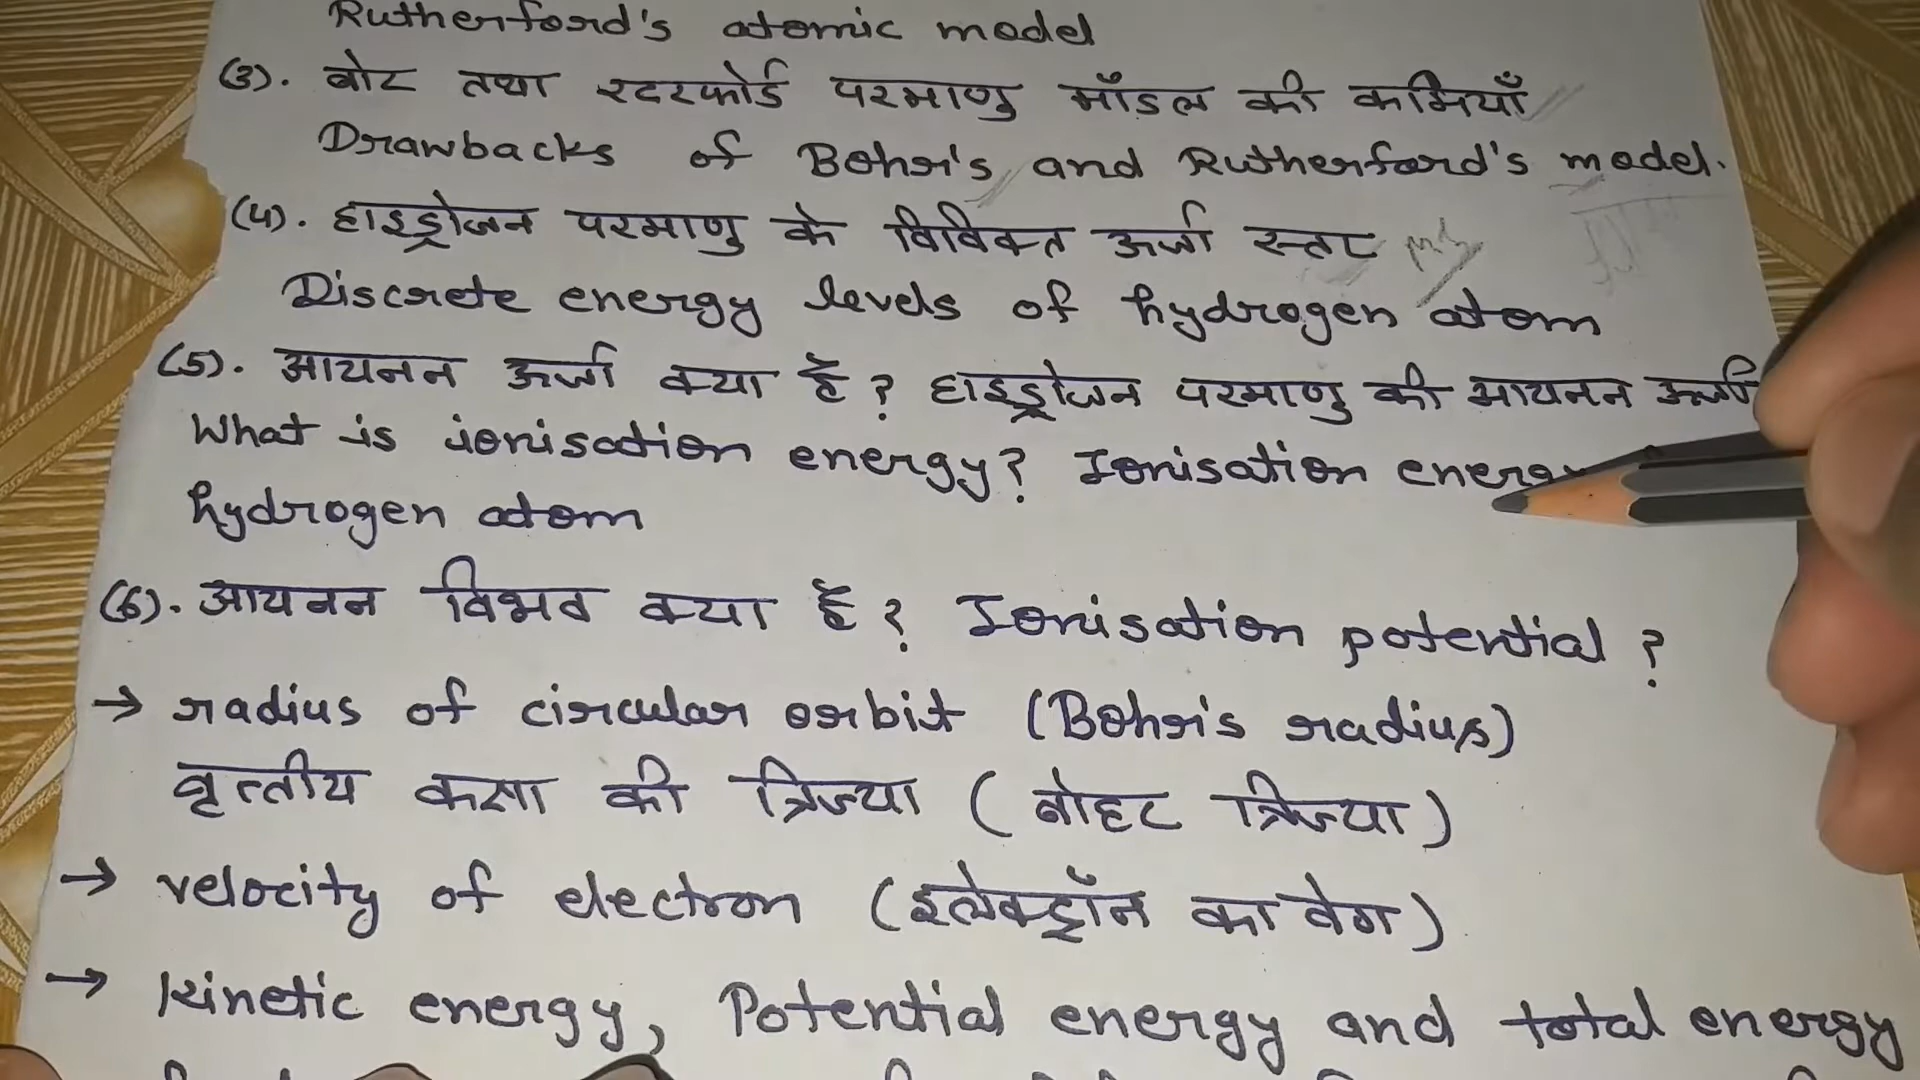 Rutherford's atomic model
(3). बोर तथा रदरफोर्ड परमाणु मॉडल की कमियाँ
Drawbacks of Bohr's and Rutherford's model.
(4). हाइड्रोजन परमाणु के विविक्त ऊर्जा स्तर
Discrete energy levels of hydrogen atom
(5). आयनन ऊर्जा क्या है ? हाइड्रोजन परमाणु की आयनन ऊर्जा
What is ionisation energy? Ionisation energy
hydrogen atom
(6). आयनन विभव क्या है ? Ionisation potential ?
→ radius of circular orbit (Bohr's radius)
वृत्तीय कक्षा की त्रिज्या ( बोहर त्रिज्या )
→ velocity of electron (इलेक्ट्रॉन का वेग)
→ Kinetic energy, Potential energy and total energy